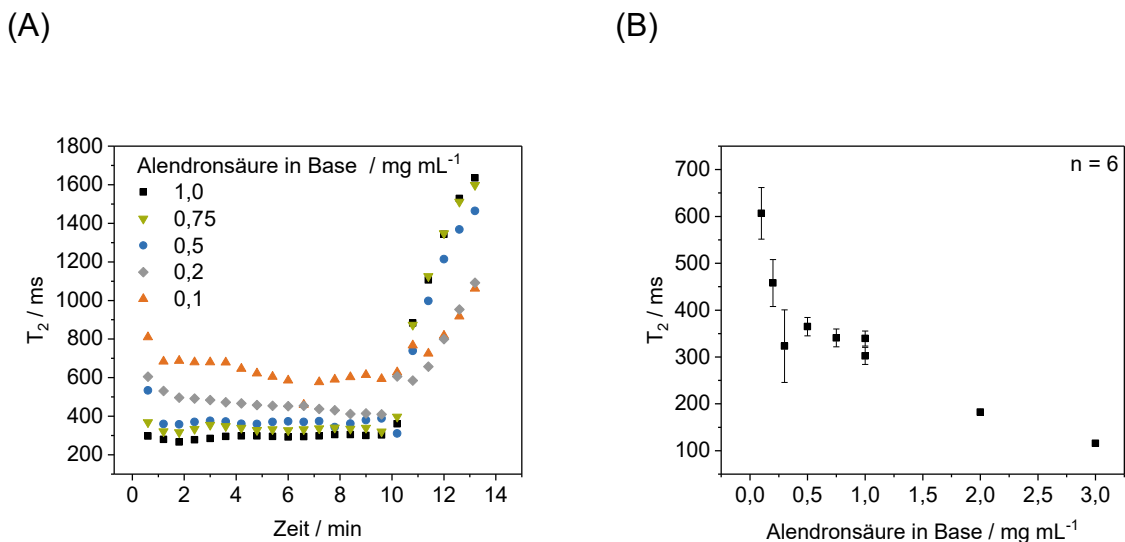 (A)
(B)
1800
1600
1400
1200
1000
800
600
400
200
T2 / ms
Alendronsäure in Base / mg mL-1
1,0
0,75
0,5
0,2
0,1
0 2 4 6 8 10 12 14
Zeit / min
700
600
500
400
300
200
100
T2 / ms
n = 6
0,0 0,5 1,0 1,5 2,0 2,5 3,0
Alendronsäure in Base / mg mL-1